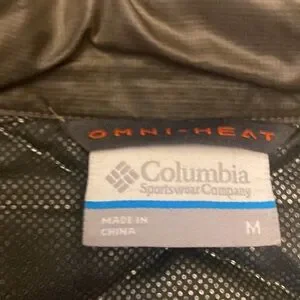 OMNI-HEAT
Columbia
Sportswear Company
MADE IN
CHINA
M